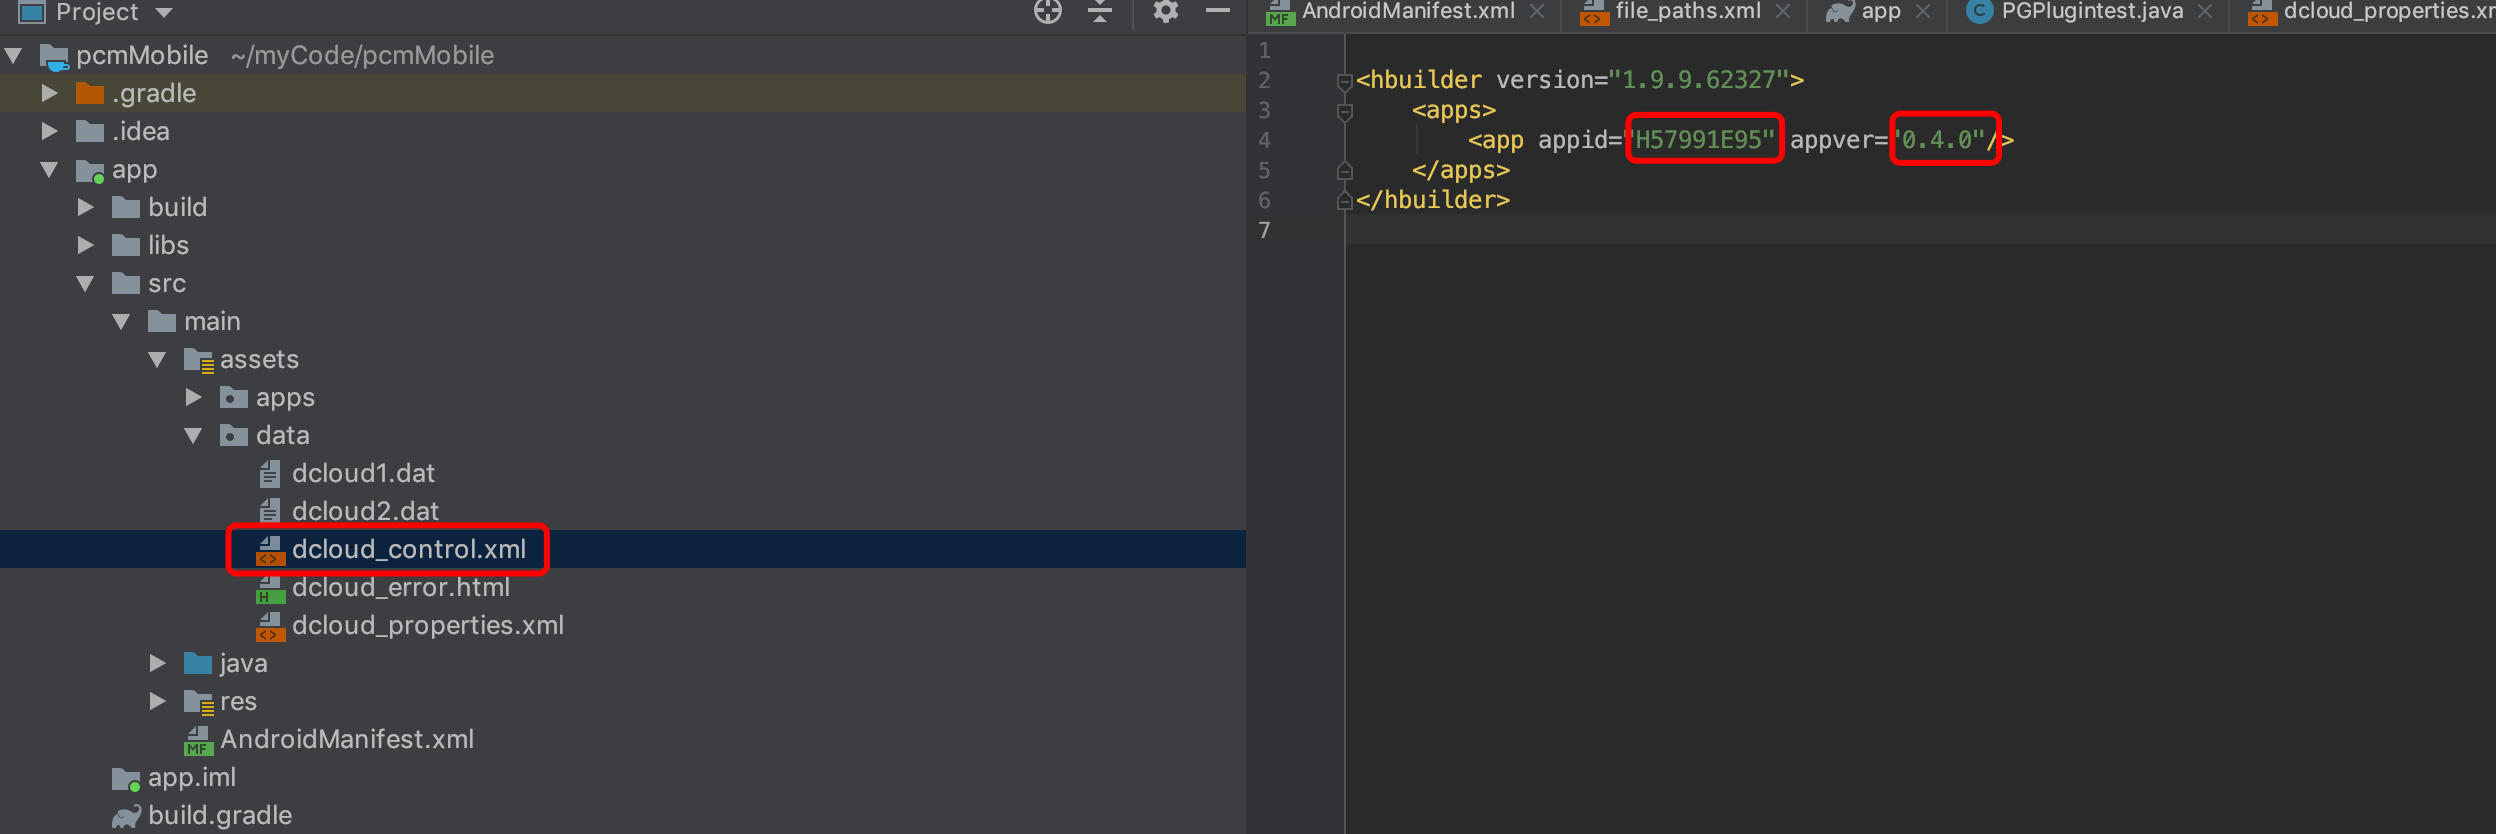 Project
pcmMobile ~/myCode/pcmMobile
.gradle
.idea
app
build
libs
src
main
assets
apps
data
dcloud1.dat
dcloud2.dat
dcloud_control.xml
dcloud_error.html
dcloud_properties.xml
java
res
MF AndroidManifest.xml
app.iml
build.gradle
MF AndroidManifest.xml file_paths.xml app C PGPlugintest.java dcloud_properties.xm
1
2 <hbuilder version="1.9.9.62327">
3 <apps>
4 <app appid="H57991E95" appver="0.4.0"/>
5 </apps>
6 </hbuilder>
7